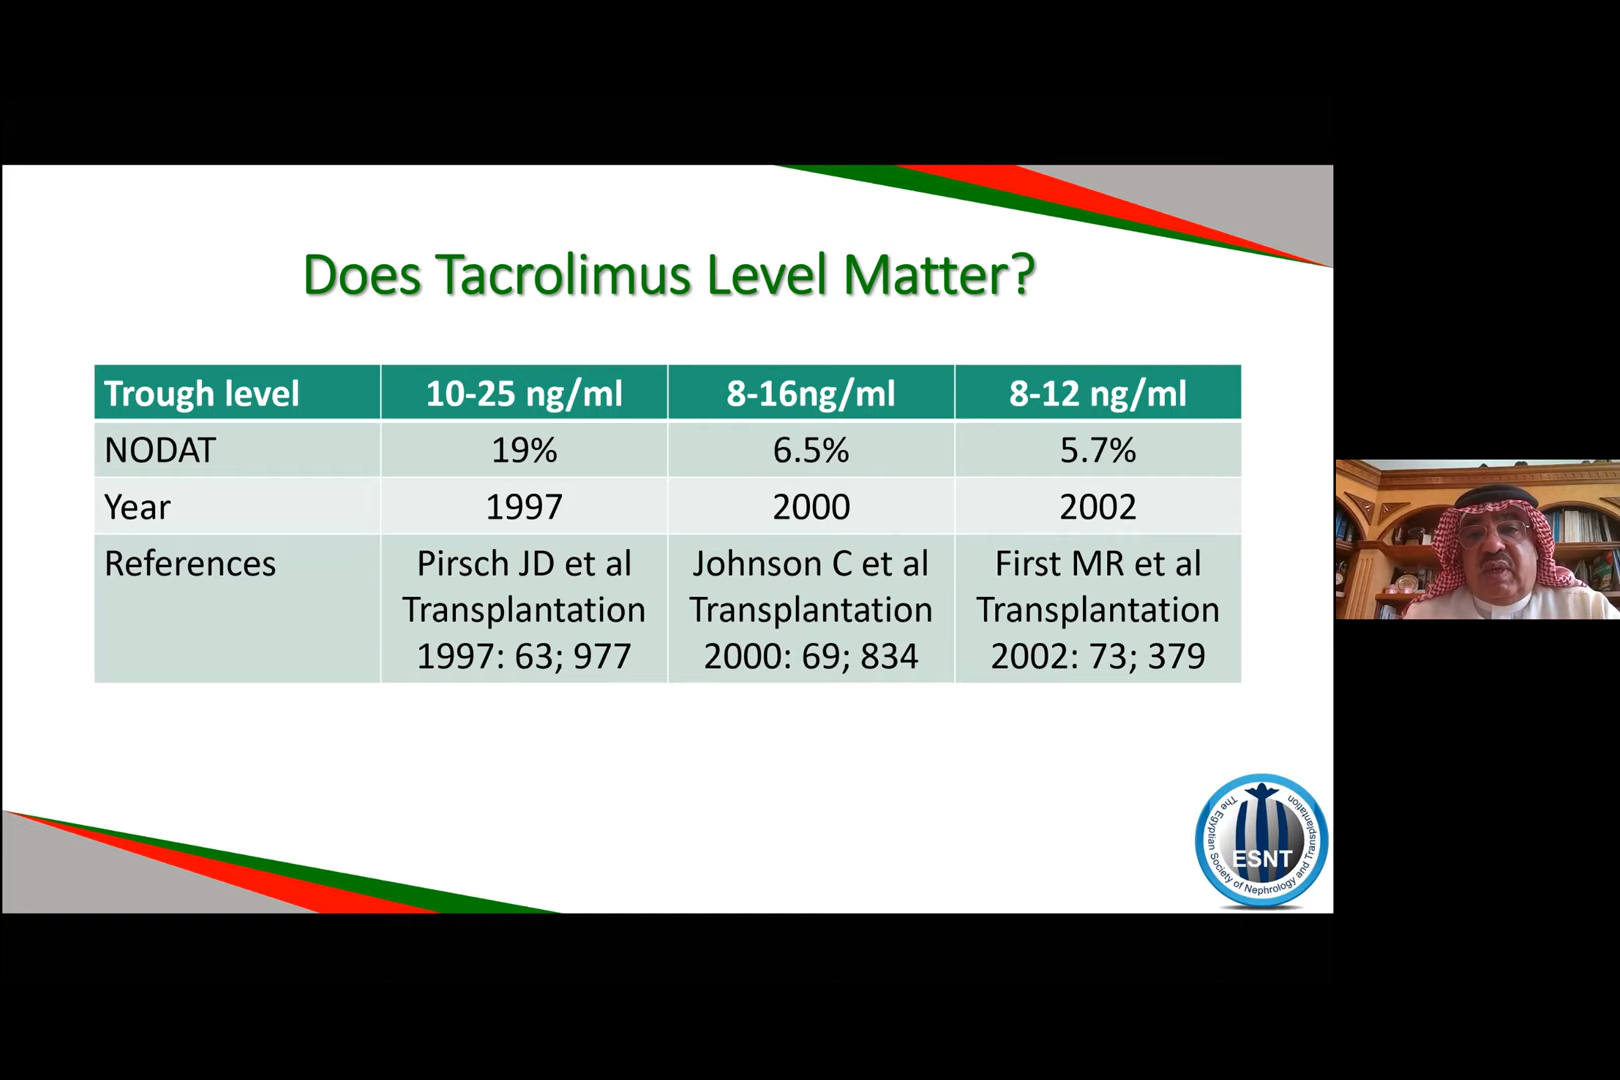 Does Tacrolimus Level Matter?
Trough level 10-25 ng/ml 8-16ng/ml 8-12 ng/ml
NODAT 19% 6.5% 5.7%
Year 1997 2000 2002
References Pirsch JD et al Johnson C et al First MR et al
Transplantation Transplantation Transplantation
1997: 63; 977 2000: 69; 834 2002: 73; 379
The Egyptian Society of Nephrology and Transplantation
ESNT